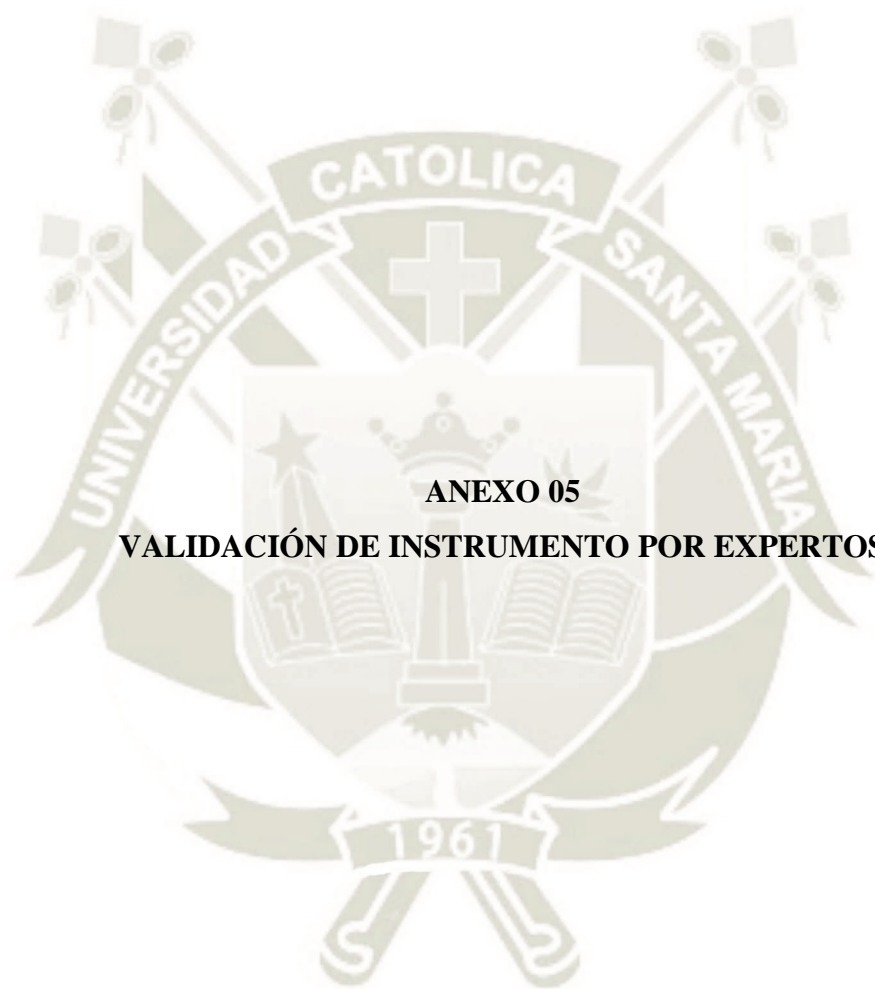 CATOLICA
UNIVERSIDAD
SANTA MARIA
ANEXO 05
VALIDACIÓN DE INSTRUMENTO POR EXPERTOS
1961